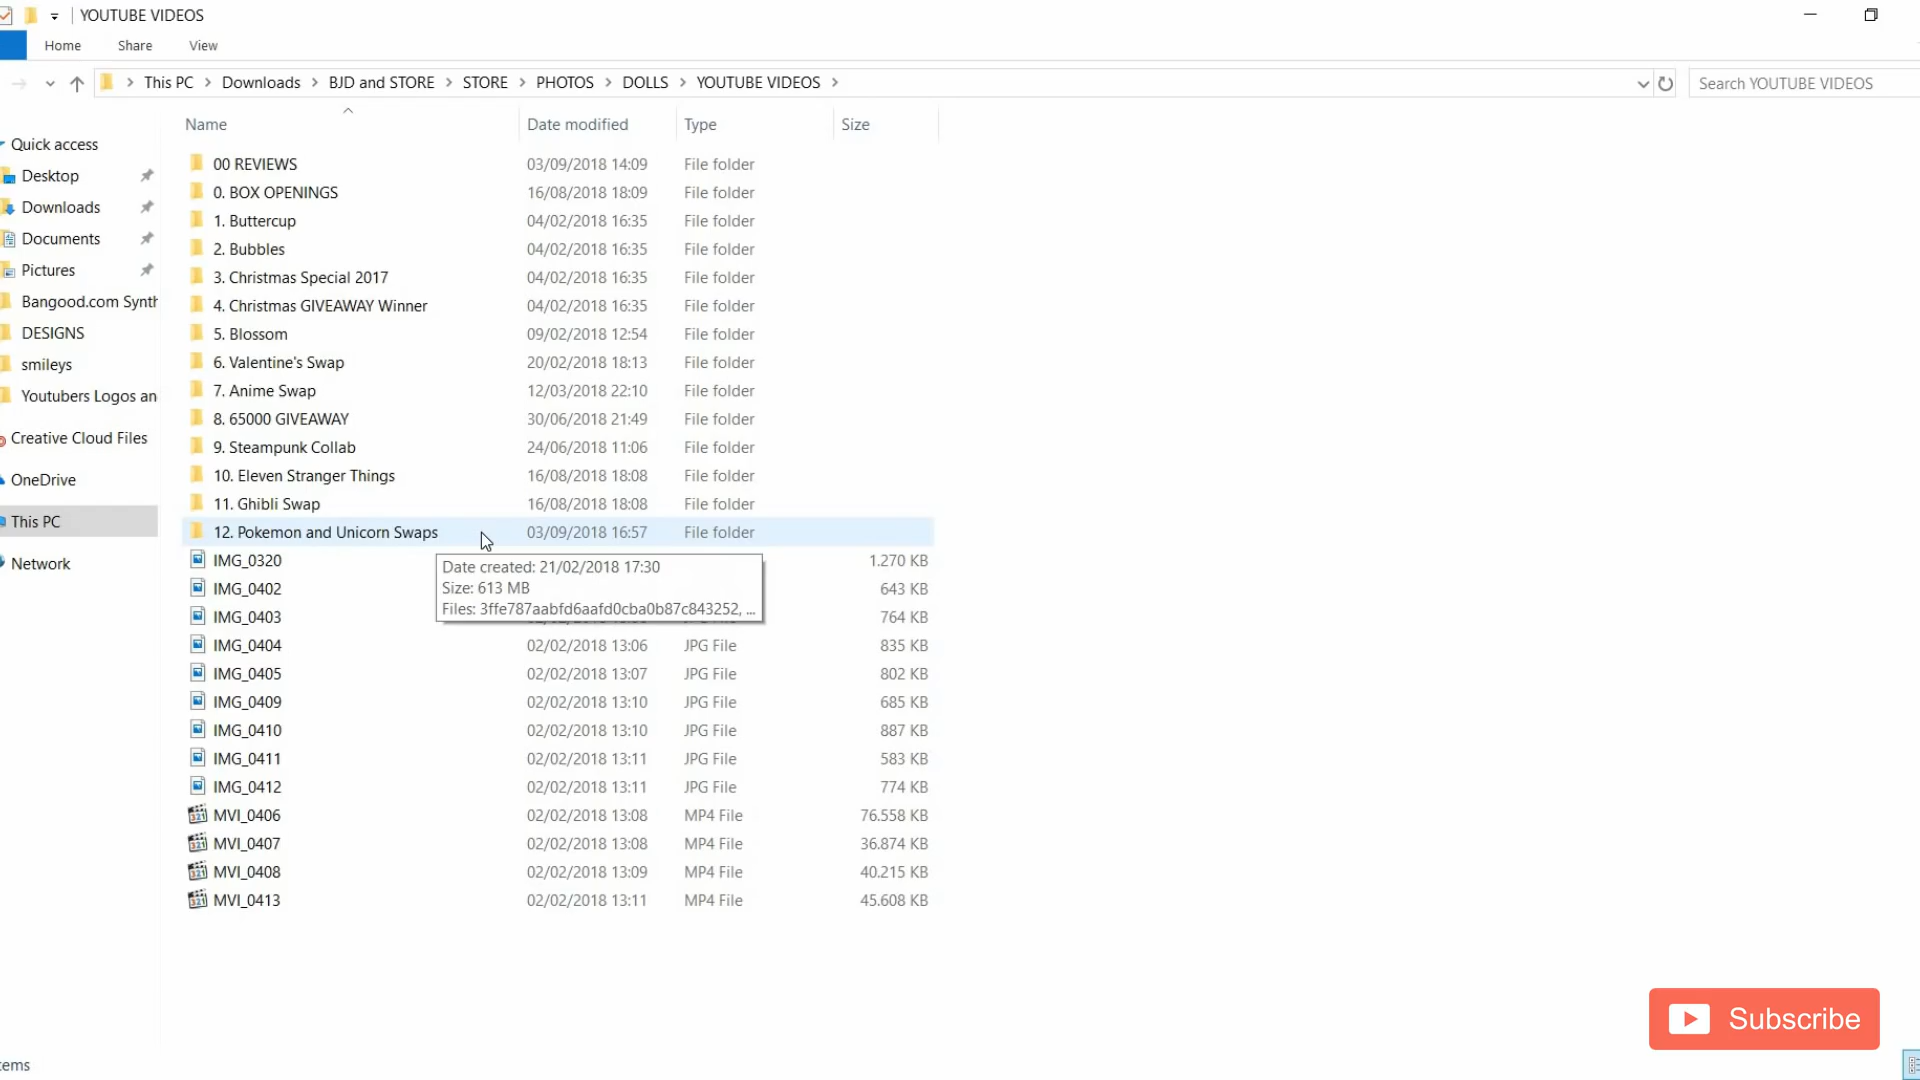 YOUTUBE VIDEOS
Home Share View
This PC > Downloads > BJD and STORE > STORE > PHOTOS > DOLLS > YOUTUBE VIDEOS >
Search YOUTUBE VIDEOS
Name Date modified Type Size
Quick access
Desktop
Downloads
Documents
Pictures
Bangood.com Synth
DESIGNS
smileys
Youtubers Logos an
Creative Cloud Files
OneDrive
This PC
Network
00 REVIEWS 03/09/2018 14:09 File folder
0. BOX OPENINGS 16/08/2018 18:09 File folder
1. Buttercup 04/02/2018 16:35 File folder
2. Bubbles 04/02/2018 16:35 File folder
3. Christmas Special 2017 04/02/2018 16:35 File folder
4. Christmas GIVEAWAY Winner 04/02/2018 16:35 File folder
5. Blossom 09/02/2018 12:54 File folder
6. Valentine's Swap 20/02/2018 18:13 File folder
7. Anime Swap 12/03/2018 22:10 File folder
8. 65000 GIVEAWAY 30/06/2018 21:49 File folder
9. Steampunk Collab 24/06/2018 11:06 File folder
10. Eleven Stranger Things 16/08/2018 18:08 File folder
11. Ghibli Swap 16/08/2018 18:08 File folder
12. Pokemon and Unicorn Swaps 03/09/2018 16:57 File folder
IMG_0320 1.270 KB
IMG_0402 643 KB
IMG_0403 764 KB
Date created: 21/02/2018 17:30
Size: 613 MB
Files: 3ffe787aabfd6aafd0cba0b87c843252, ...
IMG_0404 02/02/2018 13:06 JPG File 835 KB
IMG_0405 02/02/2018 13:07 JPG File 802 KB
IMG_0409 02/02/2018 13:10 JPG File 685 KB
IMG_0410 02/02/2018 13:10 JPG File 887 KB
IMG_0411 02/02/2018 13:11 JPG File 583 KB
IMG_0412 02/02/2018 13:11 JPG File 774 KB
MVI_0406 02/02/2018 13:08 MP4 File 76.558 KB
MVI_0407 02/02/2018 13:08 MP4 File 36.874 KB
MVI_0408 02/02/2018 13:09 MP4 File 40.215 KB
MVI_0413 02/02/2018 13:11 MP4 File 45.608 KB
Subscribe
tems